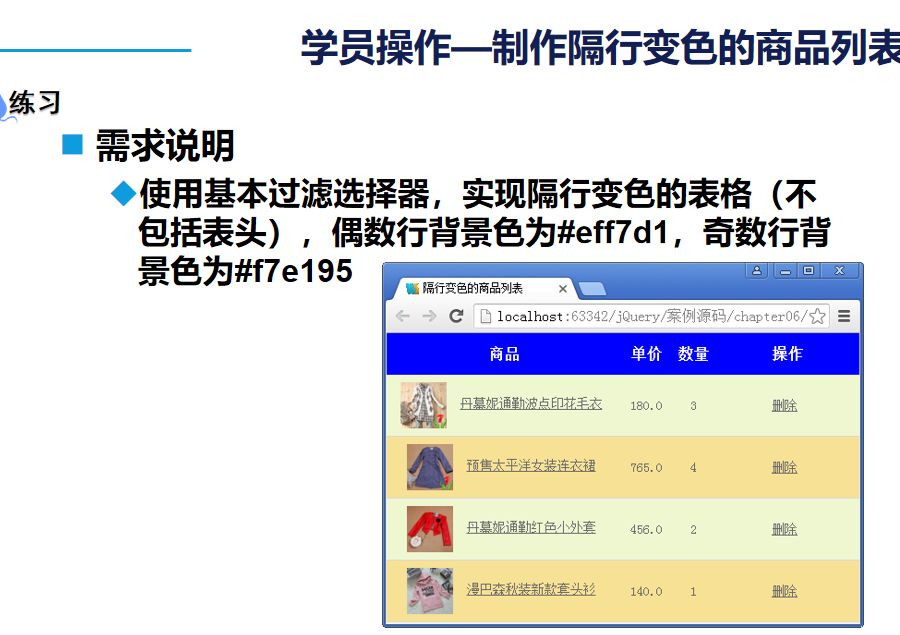 学员操作—制作隔行变色的商品列表
练习
需求说明
使用基本过滤选择器，实现隔行变色的表格（不
包括表头），偶数行背景色为#eff7d1，奇数行背
景色为#f7e195
隔行变色的商品列表
localhost:63342/jQuery/案例源码/chapter06/
商品 单价 数量 操作
丹慕妮通勤波点印花毛衣 180.0 3 删除
预售太平洋女装连衣裙 765.0 4 删除
丹慕妮通勤红色小外套 456.0 2 删除
漫巴森秋装新款套头衫 140.0 1 删除